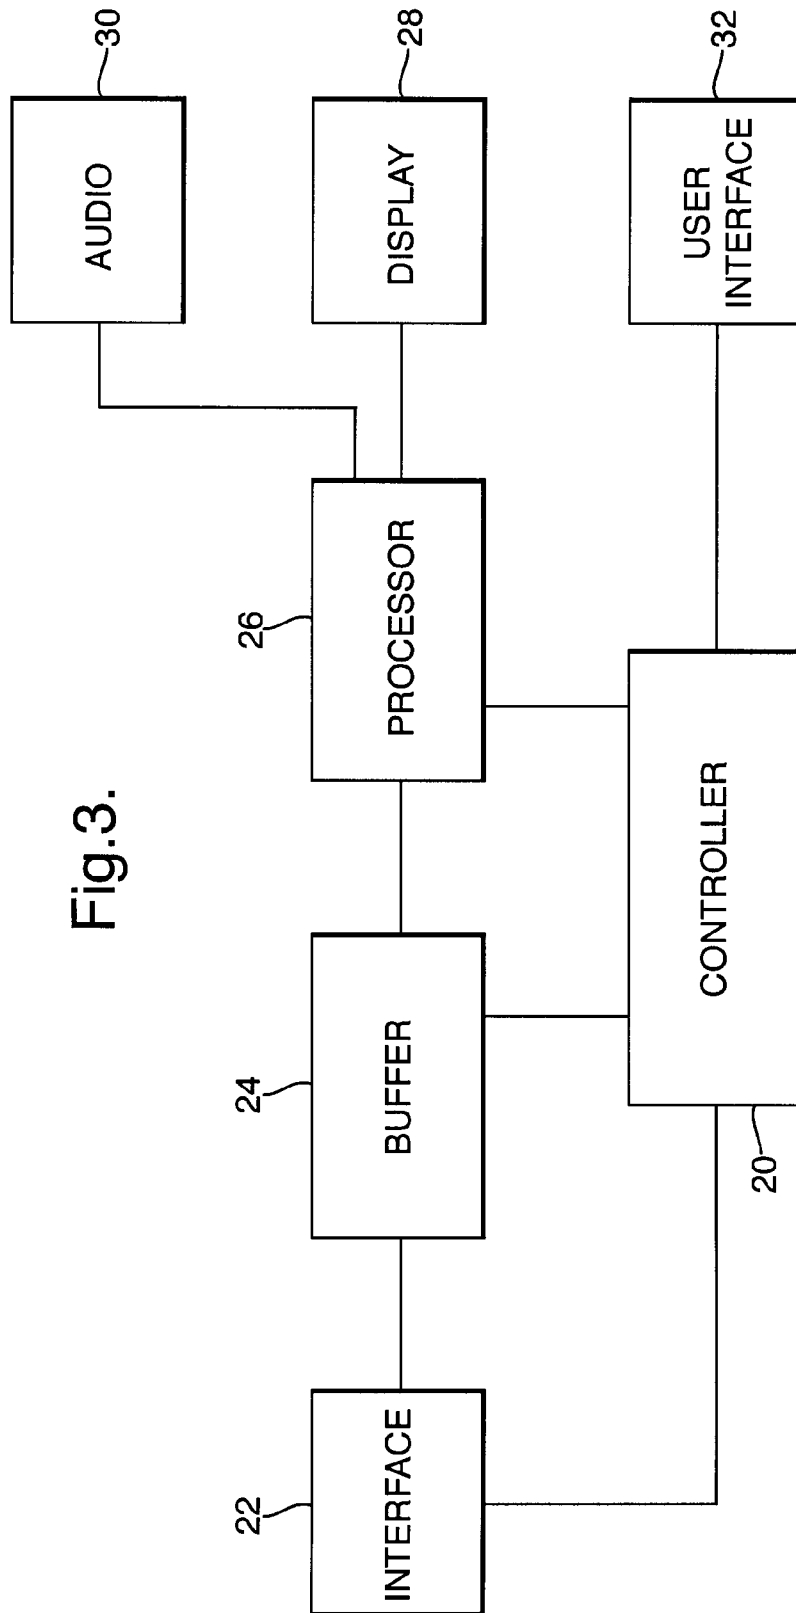 Fig.3.
30
AUDIO
22
INTERFACE
24
BUFFER
26
PROCESSOR
DISPLAY
28
20
CONTROLLER
USER
INTERFACE
32